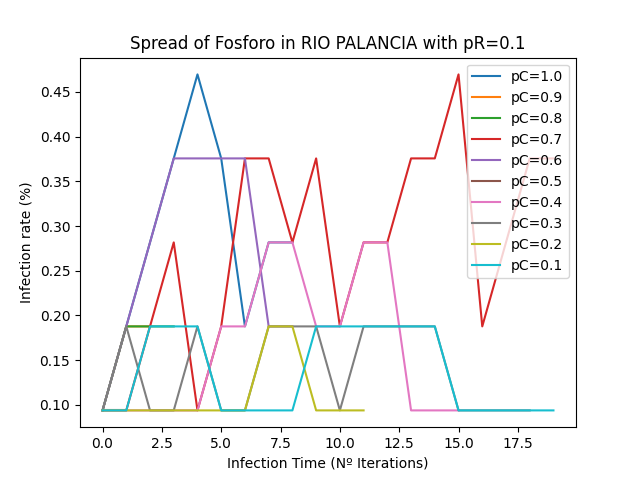 Spread of Fosforo in RIO PALANCIA with pR=0.1
Infection rate (%)
0.45
0.40
0.35
0.30
0.25
0.20
0.15
0.10
0.0 2.5 5.0 7.5 10.0 12.5 15.0 17.5
Infection Time (Nº Iterations)
pC=1.0
pC=0.9
pC=0.8
pC=0.7
pC=0.6
pC=0.5
pC=0.4
pC=0.3
pC=0.2
pC=0.1